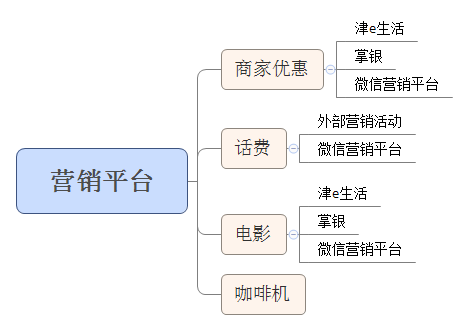 营销平台
商家优惠
津e生活
掌银
微信营销平台
话费
外部营销活动
微信营销平台
电影
津e生活
掌银
微信营销平台
咖啡机